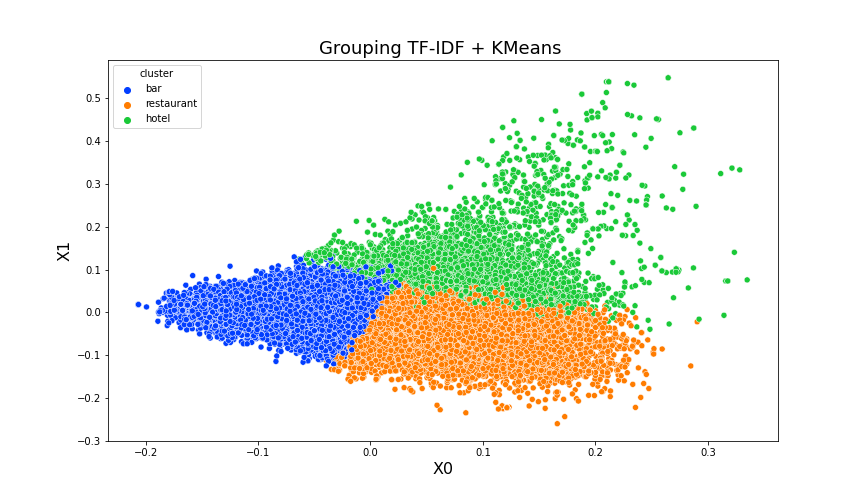 Grouping TF-IDF + KMeans
cluster
bar
restaurant
hotel
X1
0.5
0.4
0.3
0.2
0.1
0.0
−0.1
−0.2
−0.3
−0.2 −0.1 0.0 0.1 0.2 0.3
X0